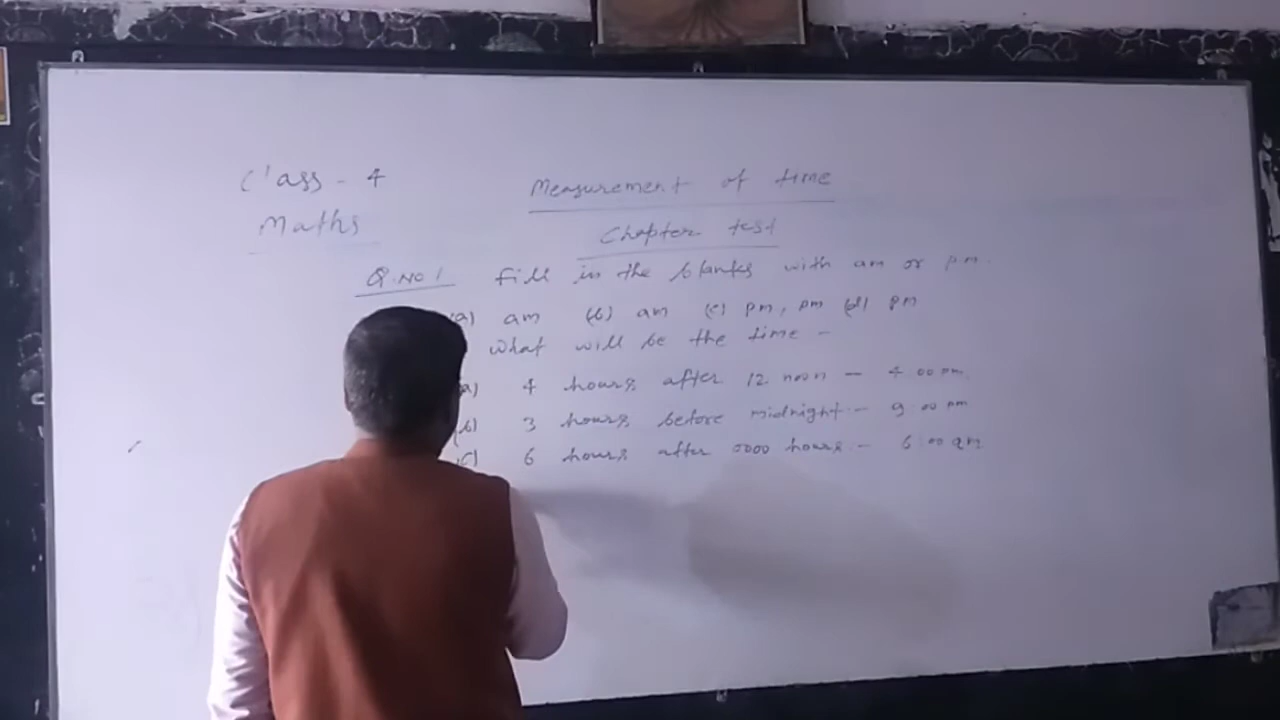 Class - 4
Measurement of time
Maths
Chapter test
Q.No 1 Fill in the blanks with am or pm.
(a) am (b) am (c) pm, pm (d) pm
What will be the time -
(a) 4 hours after 12 noon - 4:00 pm
(b) 3 hours before midnight - 9:00 pm
(c) 6 hours after 0000 hours - 6:00 am